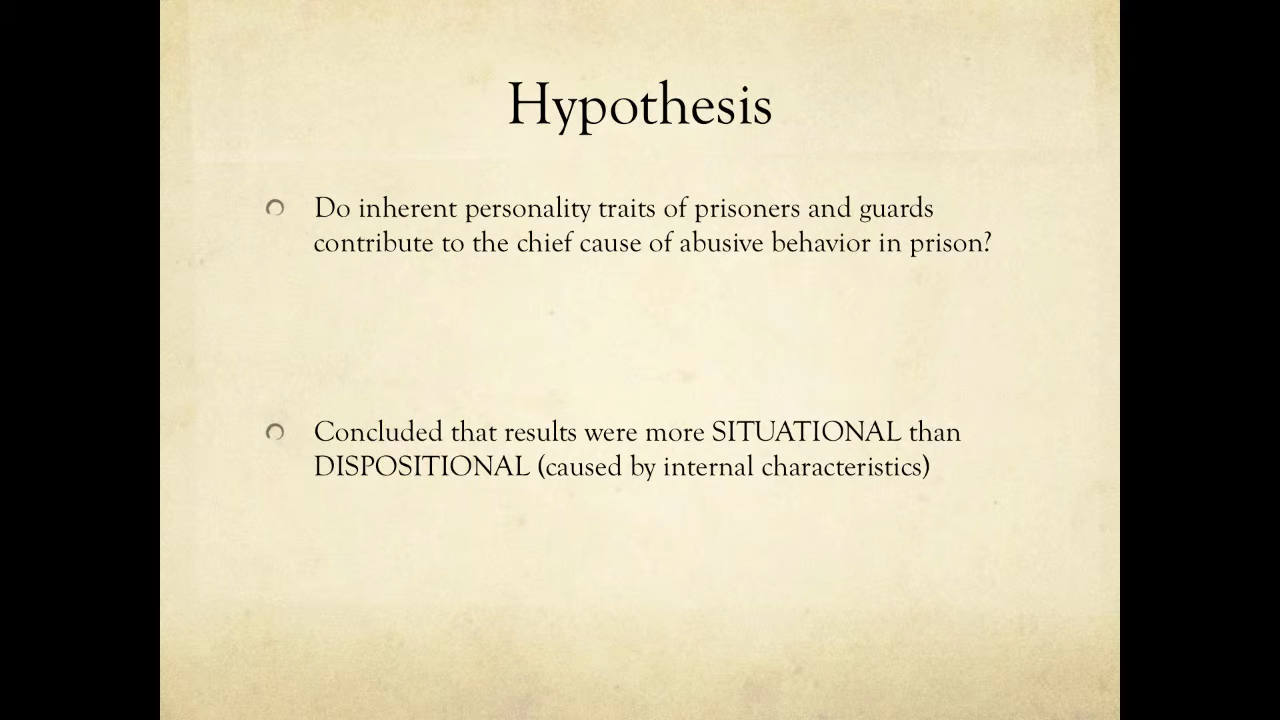 Hypothesis
Do inherent personality traits of prisoners and guards
contribute to the chief cause of abusive behavior in prison?
Concluded that results were more SITUATIONAL than
DISPOSITIONAL (caused by internal characteristics)